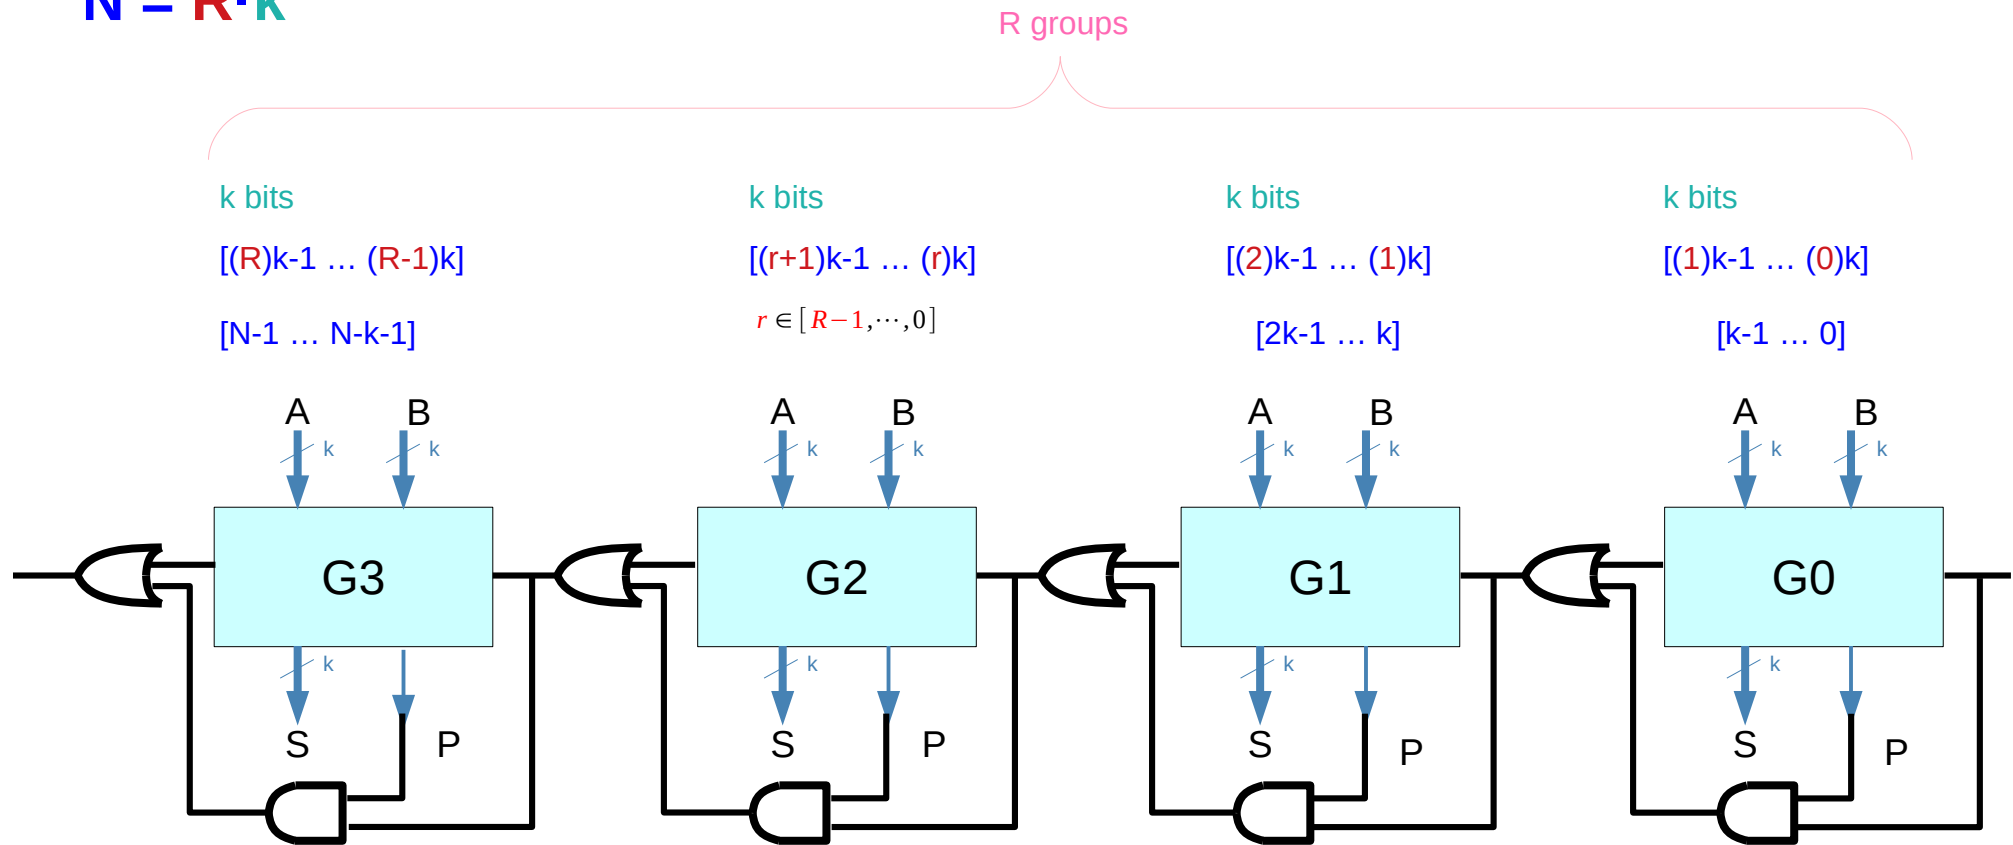 N = R·k
R groups
k bits k bits k bits k bits
[(R)k-1 … (R-1)k] [(r+1)k-1 … (r)k] [(2)k-1 … (1)k] [(1)k-1 … (0)k]
r ∈ [ R−1 ,⋯, 0 ]
[N-1 … N-k-1] [2k-1 … k] [k-1 … 0]
A B A B A B A B
k k k k k k k k
G3 G2 G1 G0
k k k k
S P S P S P S P